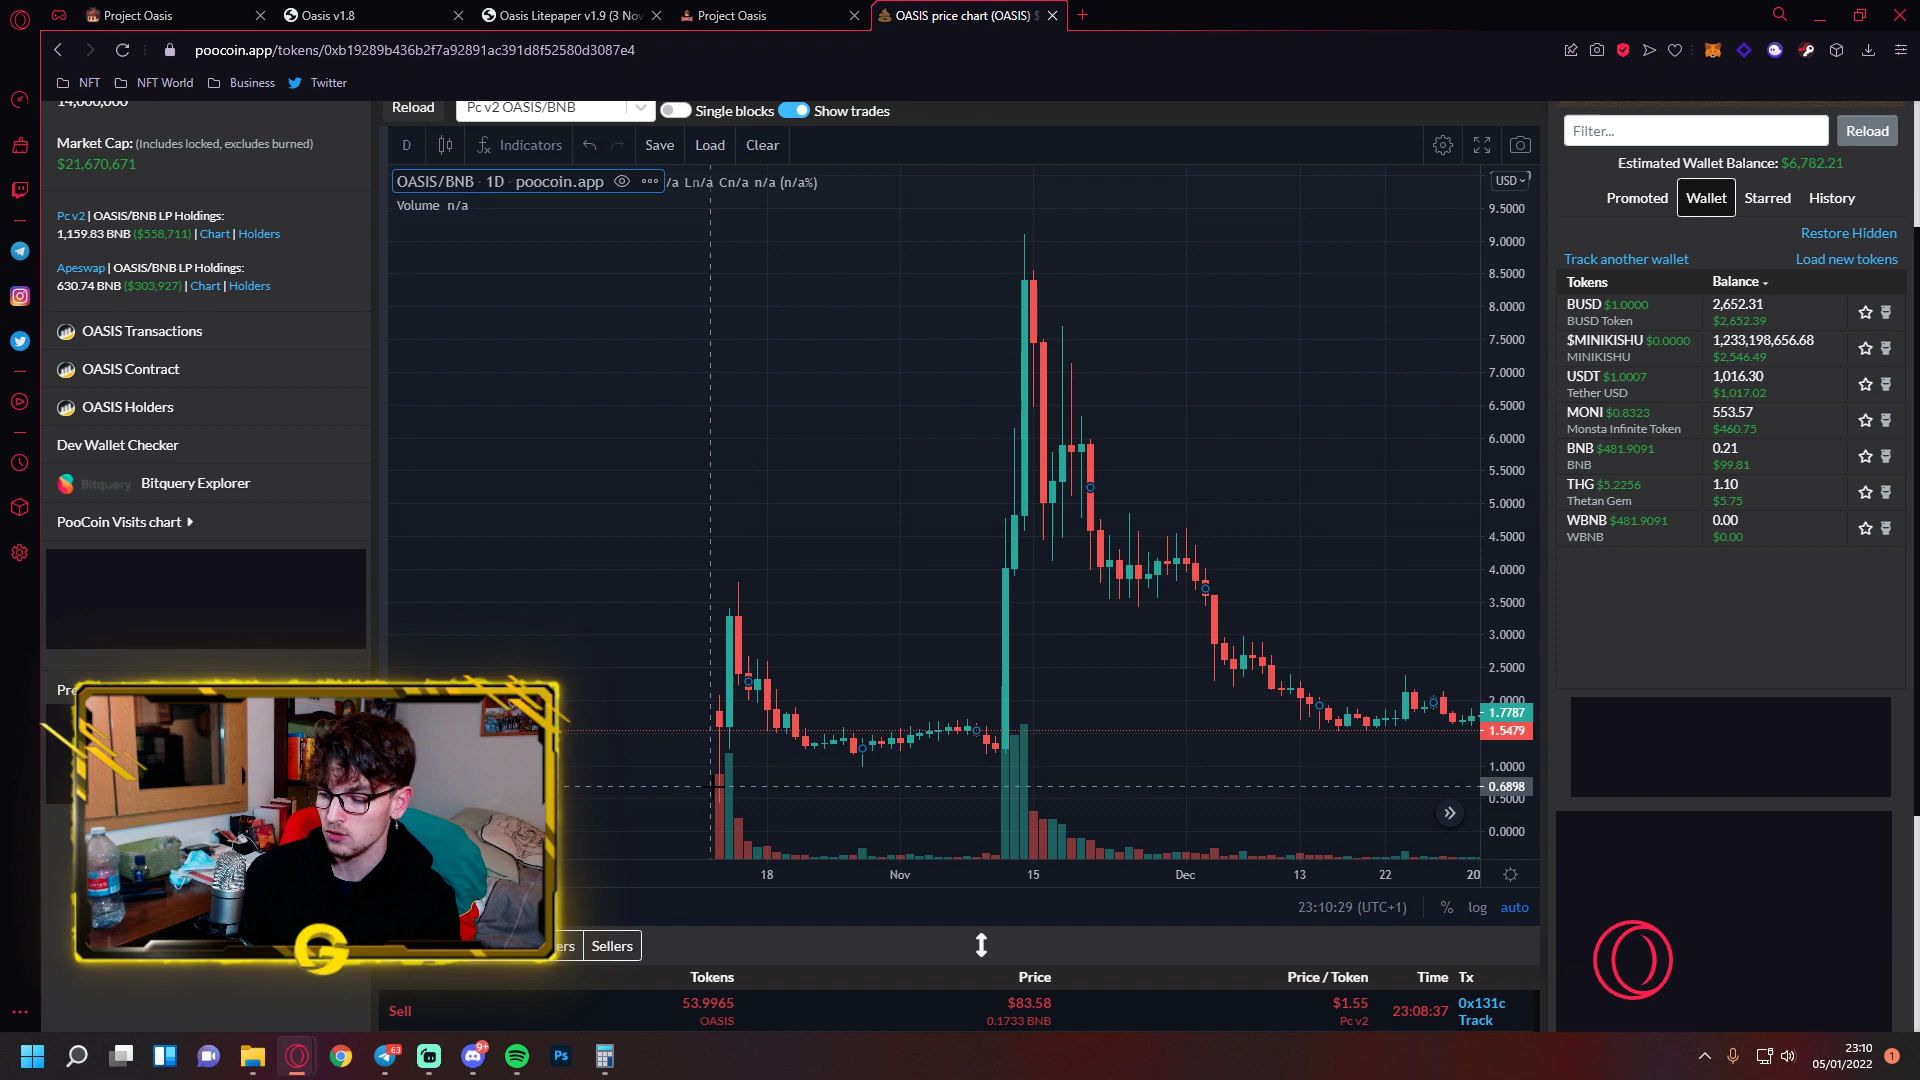 Project Oasis
Oasis v1.8
Oasis Litepaper v1.9 (3 Nov
Project Oasis
OASIS price chart (OASIS) $
poocoin.app/tokens/0xb19289b436b2f7a92891ac391d8f52580d3087e4
NFT
NFT World
Business
Twitter
14,000,000
Market Cap: (Includes locked, excludes burned)
$21,670,671
Pc v2 | OASIS/BNB LP Holdings:
1,159.83 BNB ($558,711) | Chart | Holders
Apeswap | OASIS/BNB LP Holdings:
630.74 BNB ($303,927) | Chart | Holders
OASIS Transactions
OASIS Contract
OASIS Holders
Dev Wallet Checker
Bitquery Bitquery Explorer
PooCoin Visits chart
Pre
Reload
Pc v2 OASIS/BNB
Single blocks
Show trades
D
Indicators
Save
Load
Clear
OASIS/BNB · 1D · poocoin.app /a Ln/a Cn/a n/a (n/a%)
Volume n/a
USD
9.5000
9.0000
8.5000
8.0000
7.5000
7.0000
6.5000
6.0000
5.5000
5.0000
4.5000
4.0000
3.5000
3.0000
2.5000
2.0000
1.7787
1.5479
1.0000
0.6898
0.5000
0.0000
18
Nov
15
Dec
13
22
20
23:10:29 (UTC+1)
%
log
auto
ers
Sellers
Tokens
Price
Price / Token
Time
Tx
Sell
53.9965
OASIS
$83.58
0.1733 BNB
$1.55
Pc v2
23:08:37
0x131c
Track
Filter...
Reload
Estimated Wallet Balance: $6,782.21
Promoted
Wallet
Starred
History
Restore Hidden
Track another wallet
Load new tokens
Tokens
Balance
BUSD $1.0000
BUSD Token
2,652.31
$2,652.39
$MINIKISHU $0.0000
MINIKISHU
1,233,198,656.68
$2,546.49
USDT $1.0007
Tether USD
1,016.30
$1,017.02
MONI $0.8323
Monsta Infinite Token
553.57
$460.75
BNB $481.9091
BNB
0.21
$99.81
THG $5.2256
Thetan Gem
1.10
$5.75
WBNB $481.9091
WBNB
0.00
$0.00
G
63
9+
Ps
23:10
05/01/2022
1